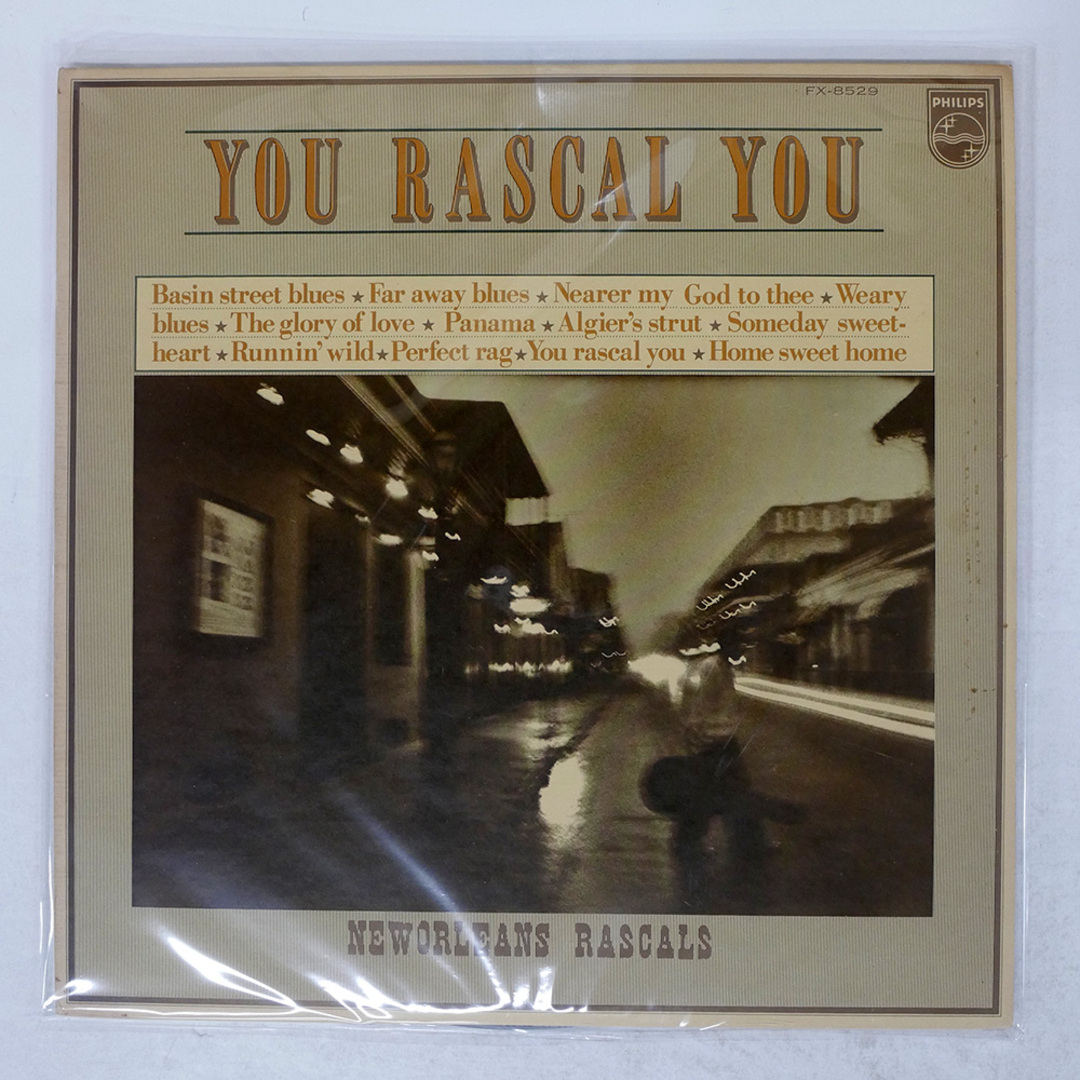 FX-8529
PHILIPS
YOU RASCAL YOU
Basin street blues ★ Far away blues ★ Nearer my God to thee ★ Weary
blues ★ The glory of love ★ Panama ★ Algier's strut ★ Someday sweet-
heart ★ Runnin' wild ★ Perfect rag ★ You rascal you ★ Home sweet home
NEWORLEANS RASCALS